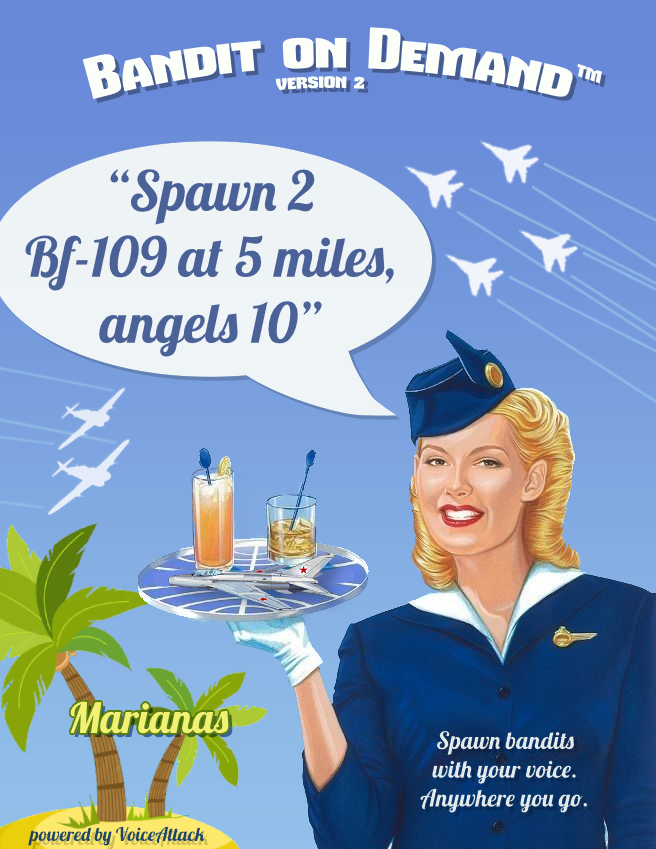 BANDIT ON DEMAND™
VERSION 2
“Spawn 2
Bf-109 at 5 miles,
angels 10”
Marianas
Spawn bandits
with your voice.
Anywhere you go.
powered by VoiceAttack